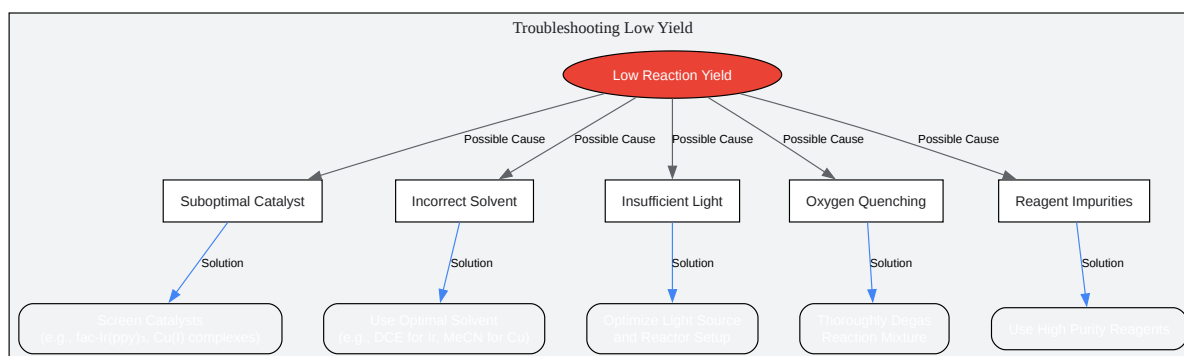 Troubleshooting Low Yield
Low Reaction Yield
Possible Cause
Possible Cause
Possible Cause
Possible Cause
Possible Cause
Suboptimal Catalyst
Incorrect Solvent
Insufficient Light
Oxygen Quenching
Reagent Impurities
Solution
Solution
Solution
Solution
Solution
Screen Catalysts
(e.g., fac-Ir(ppy)₃, Cu(I) complexes)
Use Optimal Solvent
(e.g., DCE for Ir, MeCN for Cu)
Optimize Light Source
and Reactor Setup
Thoroughly Degas
Reaction Mixture
Use High Purity Reagents